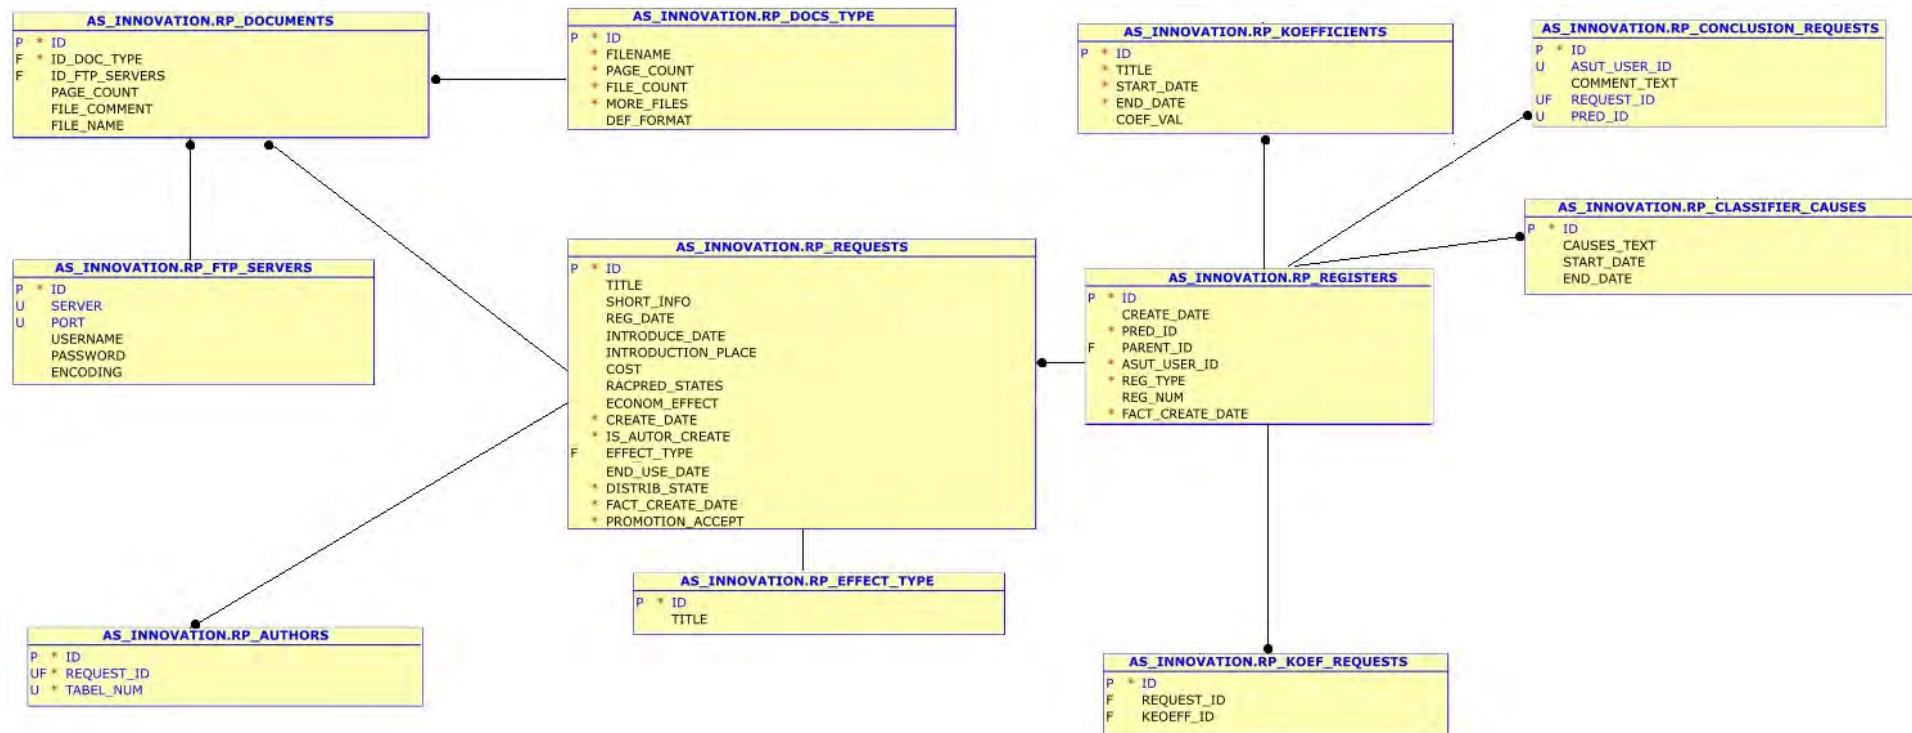 AS_INNOVATION.RP_DOCUMENTS
P * ID
F * ID_DOC_TYPE
F ID_FTP_SERVERS
PAGE_COUNT
FILE_COMMENT
FILE_NAME
AS_INNOVATION.RP_DOCS_TYPE
P * ID
* FILENAME
* PAGE_COUNT
* FILE_COUNT
* MORE_FILES
DEF_FORMAT
AS_INNOVATION.RP_KOEFFICIENTS
P * ID
* TITLE
* START_DATE
* END_DATE
COEF_VAL
AS_INNOVATION.RP_CONCLUSION_REQUESTS
P * ID
U ASUT_USER_ID
COMMENT_TEXT
UF REQUEST_ID
U PRED_ID
AS_INNOVATION.RP_CLASSIFIER_CAUSES
P * ID
CAUSES_TEXT
START_DATE
END_DATE
AS_INNOVATION.RP_FTP_SERVERS
P * ID
U SERVER
U PORT
USERNAME
PASSWORD
ENCODING
AS_INNOVATION.RP_REQUESTS
P * ID
TITLE
SHORT_INFO
REG_DATE
INTRODUCE_DATE
INTRODUCTION_PLACE
COST
RACPRED_STATES
ECONOM_EFFECT
* CREATE_DATE
* IS_AUTOR_CREATE
F EFFECT_TYPE
END_USE_DATE
* DISTRIB_STATE
* FACT_CREATE_DATE
* PROMOTION_ACCEPT
AS_INNOVATION.RP_REGISTERS
P * ID
CREATE_DATE
* PRED_ID
F PARENT_ID
* ASUT_USER_ID
* REG_TYPE
REG_NUM
* FACT_CREATE_DATE
AS_INNOVATION.RP_EFFECT_TYPE
P * ID
TITLE
AS_INNOVATION.RP_AUTHORS
P * ID
UF * REQUEST_ID
U * TABEL_NUM
AS_INNOVATION.RP_KOEF_REQUESTS
P * ID
F REQUEST_ID
F KEOEFF_ID